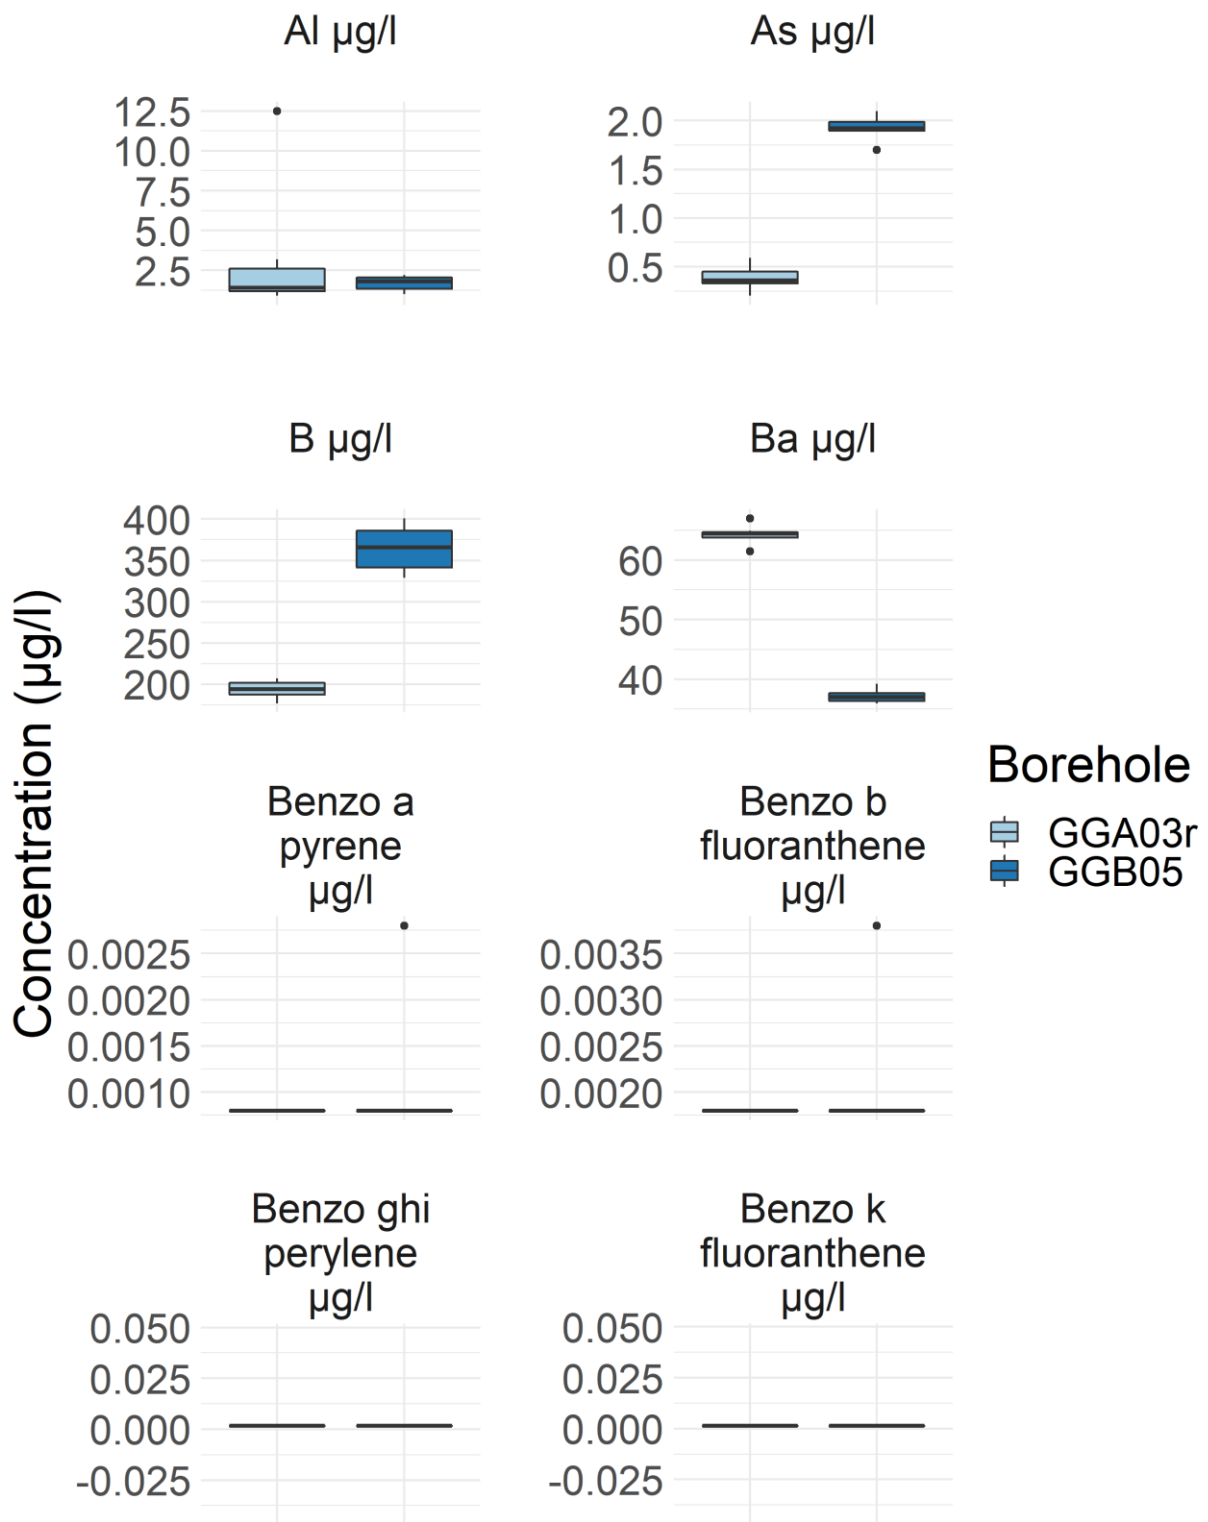 Al µg/l
12.5
10.0
7.5
5.0
2.5
As µg/l
2.0
1.5
1.0
0.5
B µg/l
400
350
300
250
200
Ba µg/l
60
50
40
Concentration (µg/l)
Benzo a
pyrene
µg/l
0.0025
0.0020
0.0015
0.0010
Benzo b
fluoranthene
µg/l
0.0035
0.0030
0.0025
0.0020
Benzo ghi
perylene
µg/l
0.050
0.025
0.000
-0.025
Benzo k
fluoranthene
µg/l
0.050
0.025
0.000
-0.025
Borehole
GGA03r
GGB05